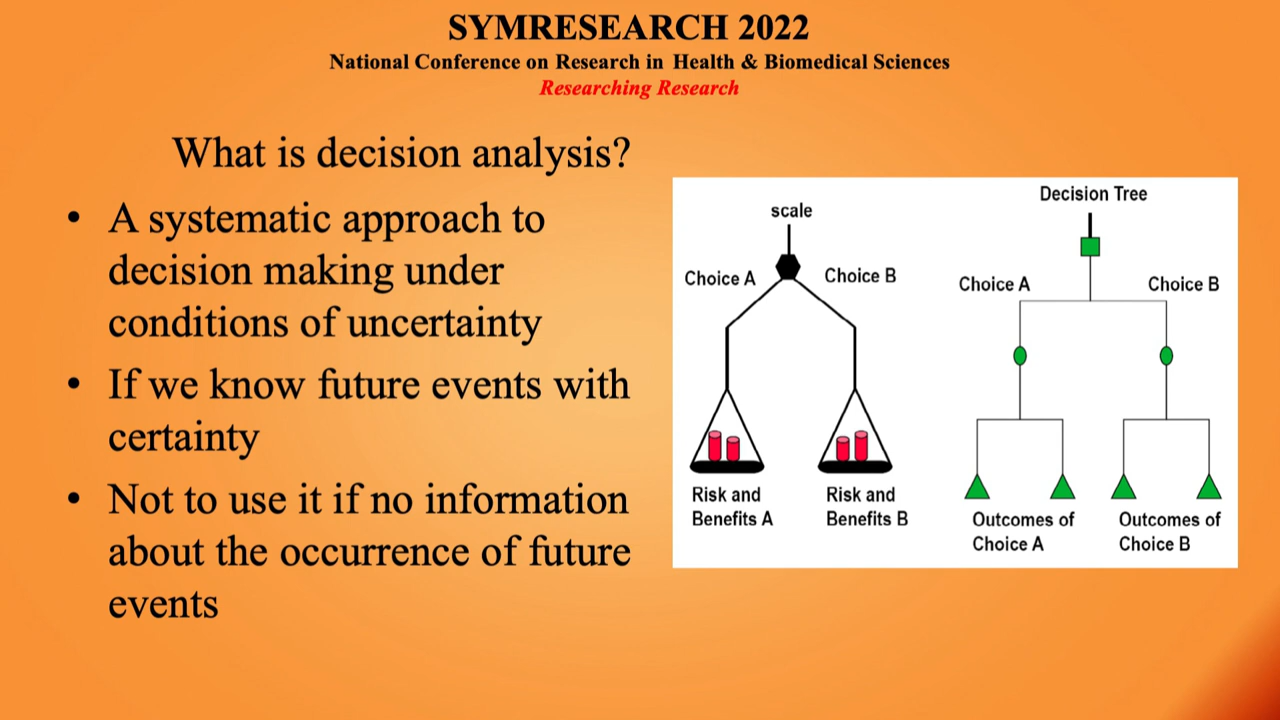 SYMRESEARCH 2022
National Conference on Research in Health & Biomedical Sciences
Researching Research
What is decision analysis?
• A systematic approach to
decision making under
conditions of uncertainty
• If we know future events with
certainty
• Not to use it if no information
about the occurrence of future
events
scale
Choice A
Choice B
Risk and
Benefits A
Risk and
Benefits B
Decision Tree
Choice A
Choice B
Outcomes of
Choice A
Outcomes of
Choice B